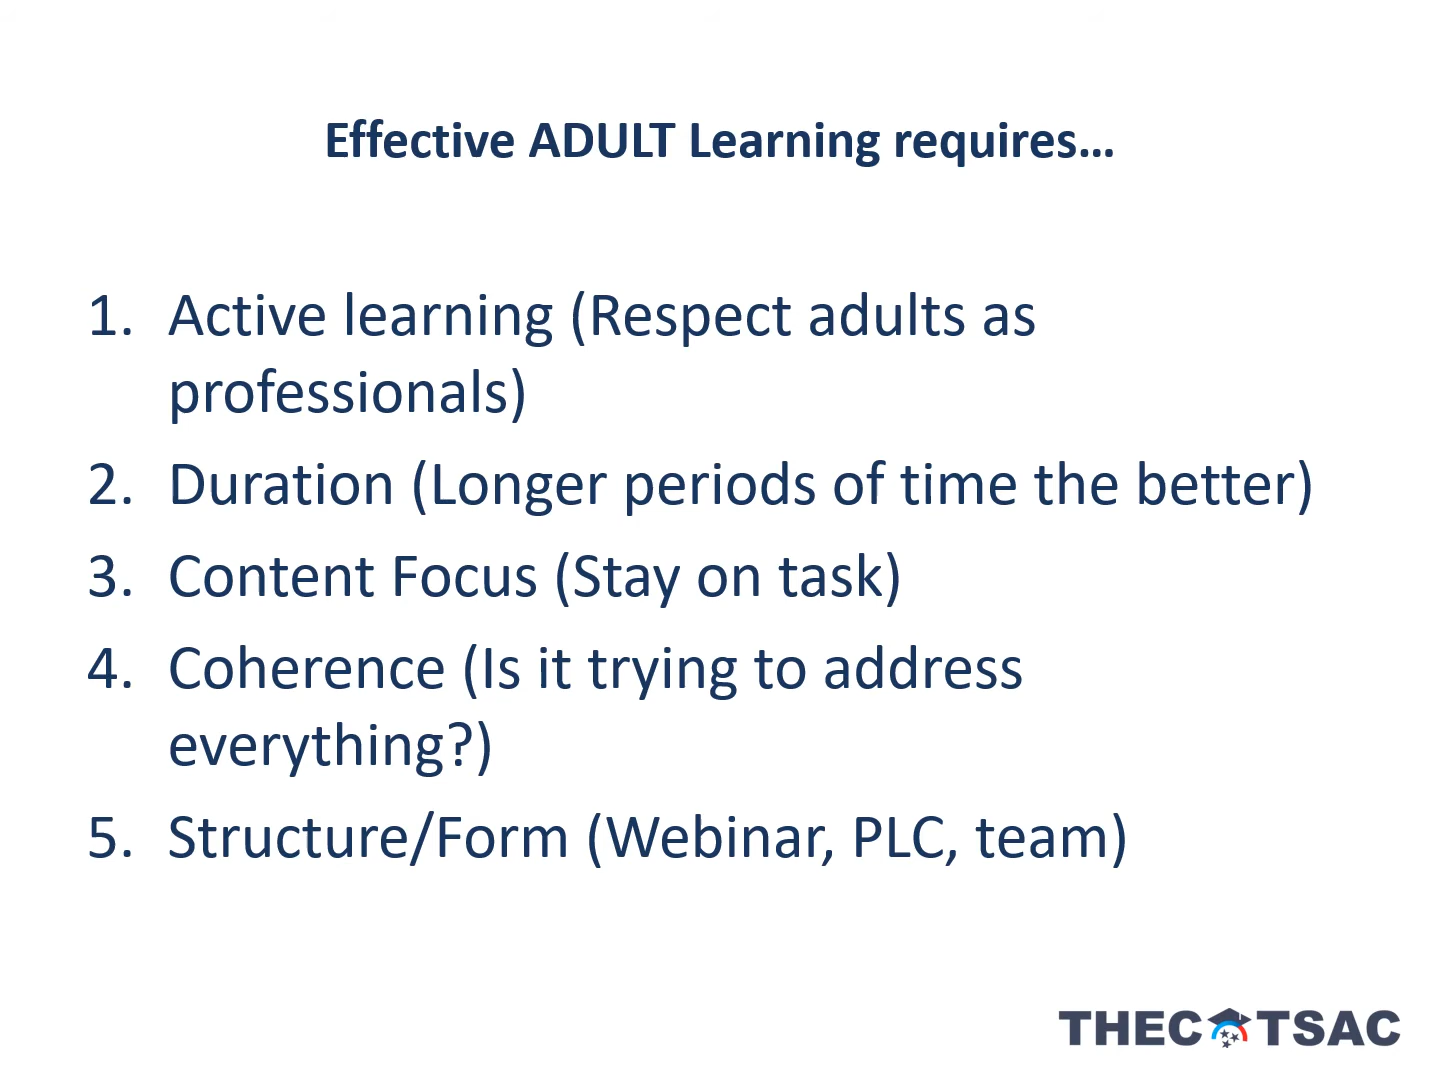 Effective ADULT Learning requires…
1. Active learning (Respect adults as
professionals)
2. Duration (Longer periods of time the better)
3. Content Focus (Stay on task)
4. Coherence (Is it trying to address
everything?)
5. Structure/Form (Webinar, PLC, team)
THEC TSAC